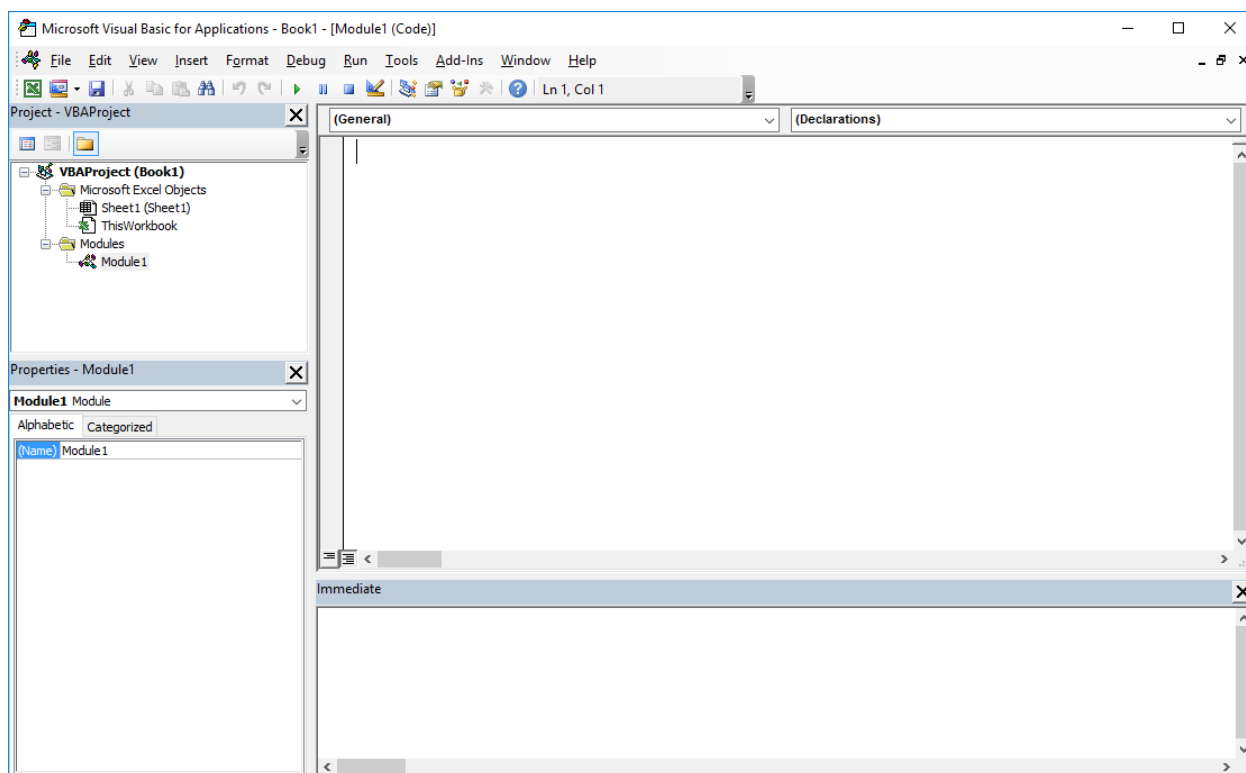 Microsoft Visual Basic for Applications - Book1 - [Module1 (Code)]
File Edit View Insert Format Debug Run Tools Add-Ins Window Help
Ln 1, Col 1
Project - VBAProject
VBAProject (Book1)
Microsoft Excel Objects
Sheet1 (Sheet1)
ThisWorkbook
Modules
Module1
Properties - Module1
Module1 Module
Alphabetic Categorized
(Name) Module1
(General) (Declarations)
Immediate